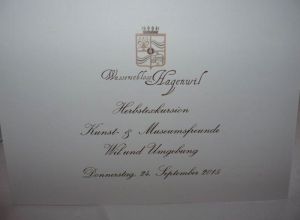 Wasserschloss Hagenwil
Herbstexkursion
Kunst- & Museumsfreunde
Wil und Umgebung
Donnerstag, 24. September 2015